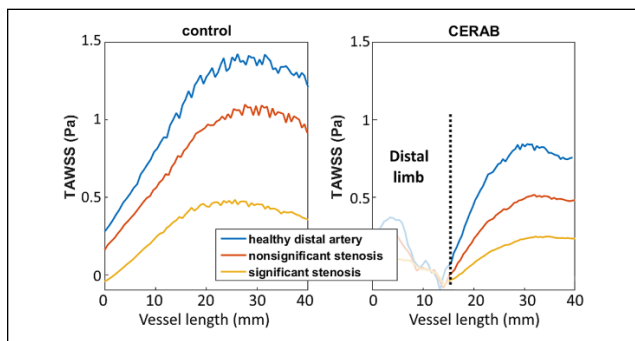 control
CERAB
TAWSS (Pa)
1.5
1
0.5
0
0
10
20
30
40
Vessel length (mm)
TAWSS (Pa)
1.5
1
0.5
Distal
limb
0
10
20
30
40
Vessel length (mm)
healthy distal artery
nonsignificant stenosis
significant stenosis